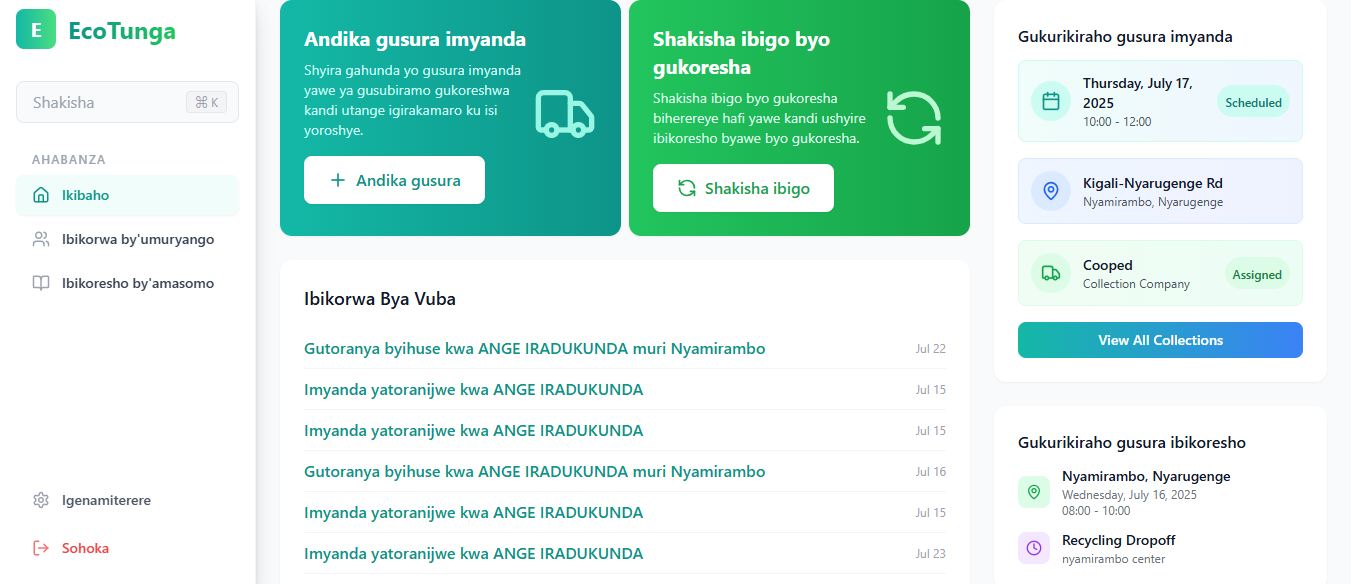 E EcoTunga
Shakisha ⌘ K
AHABANZA
Ikibaho
Ibikorwa by'umuryango
Ibikoresho by'amasomo
Igenamiterere
Sohoka
Andika gusura imyanda
Shyira gahunda yo gusura imyanda
yawe ya gusubiramo gukoreshwa
kandi utange igirakamaro ku isi
yoroshye.
Andika gusura
Shakisha ibigo byo
gukoresha
Shakisha ibigo byo gukoresha
biherereye hafi yawe kandi ushyire
ibikoresho byawe byo gukoresha.
Shakisha ibigo
Ibikorwa Bya Vuba
Gutoranya byihuse kwa ANGE IRADUKUNDA muri Nyamirambo Jul 22
Imyanda yatoranijwe kwa ANGE IRADUKUNDA Jul 15
Imyanda yatoranijwe kwa ANGE IRADUKUNDA Jul 15
Gutoranya byihuse kwa ANGE IRADUKUNDA muri Nyamirambo Jul 16
Imyanda yatoranijwe kwa ANGE IRADUKUNDA Jul 15
Imyanda yatoranijwe kwa ANGE IRADUKUNDA Jul 23
Gukurikiraho gusura imyanda
Thursday, July 17,
2025
10:00 - 12:00
Scheduled
Kigali-Nyarugenge Rd
Nyamirambo, Nyarugenge
Cooped
Collection Company
Assigned
View All Collections
Gukurikiraho gusura ibikoresho
Nyamirambo, Nyarugenge
Wednesday, July 16, 2025
08:00 - 10:00
Recycling Dropoff
nyamirambo center